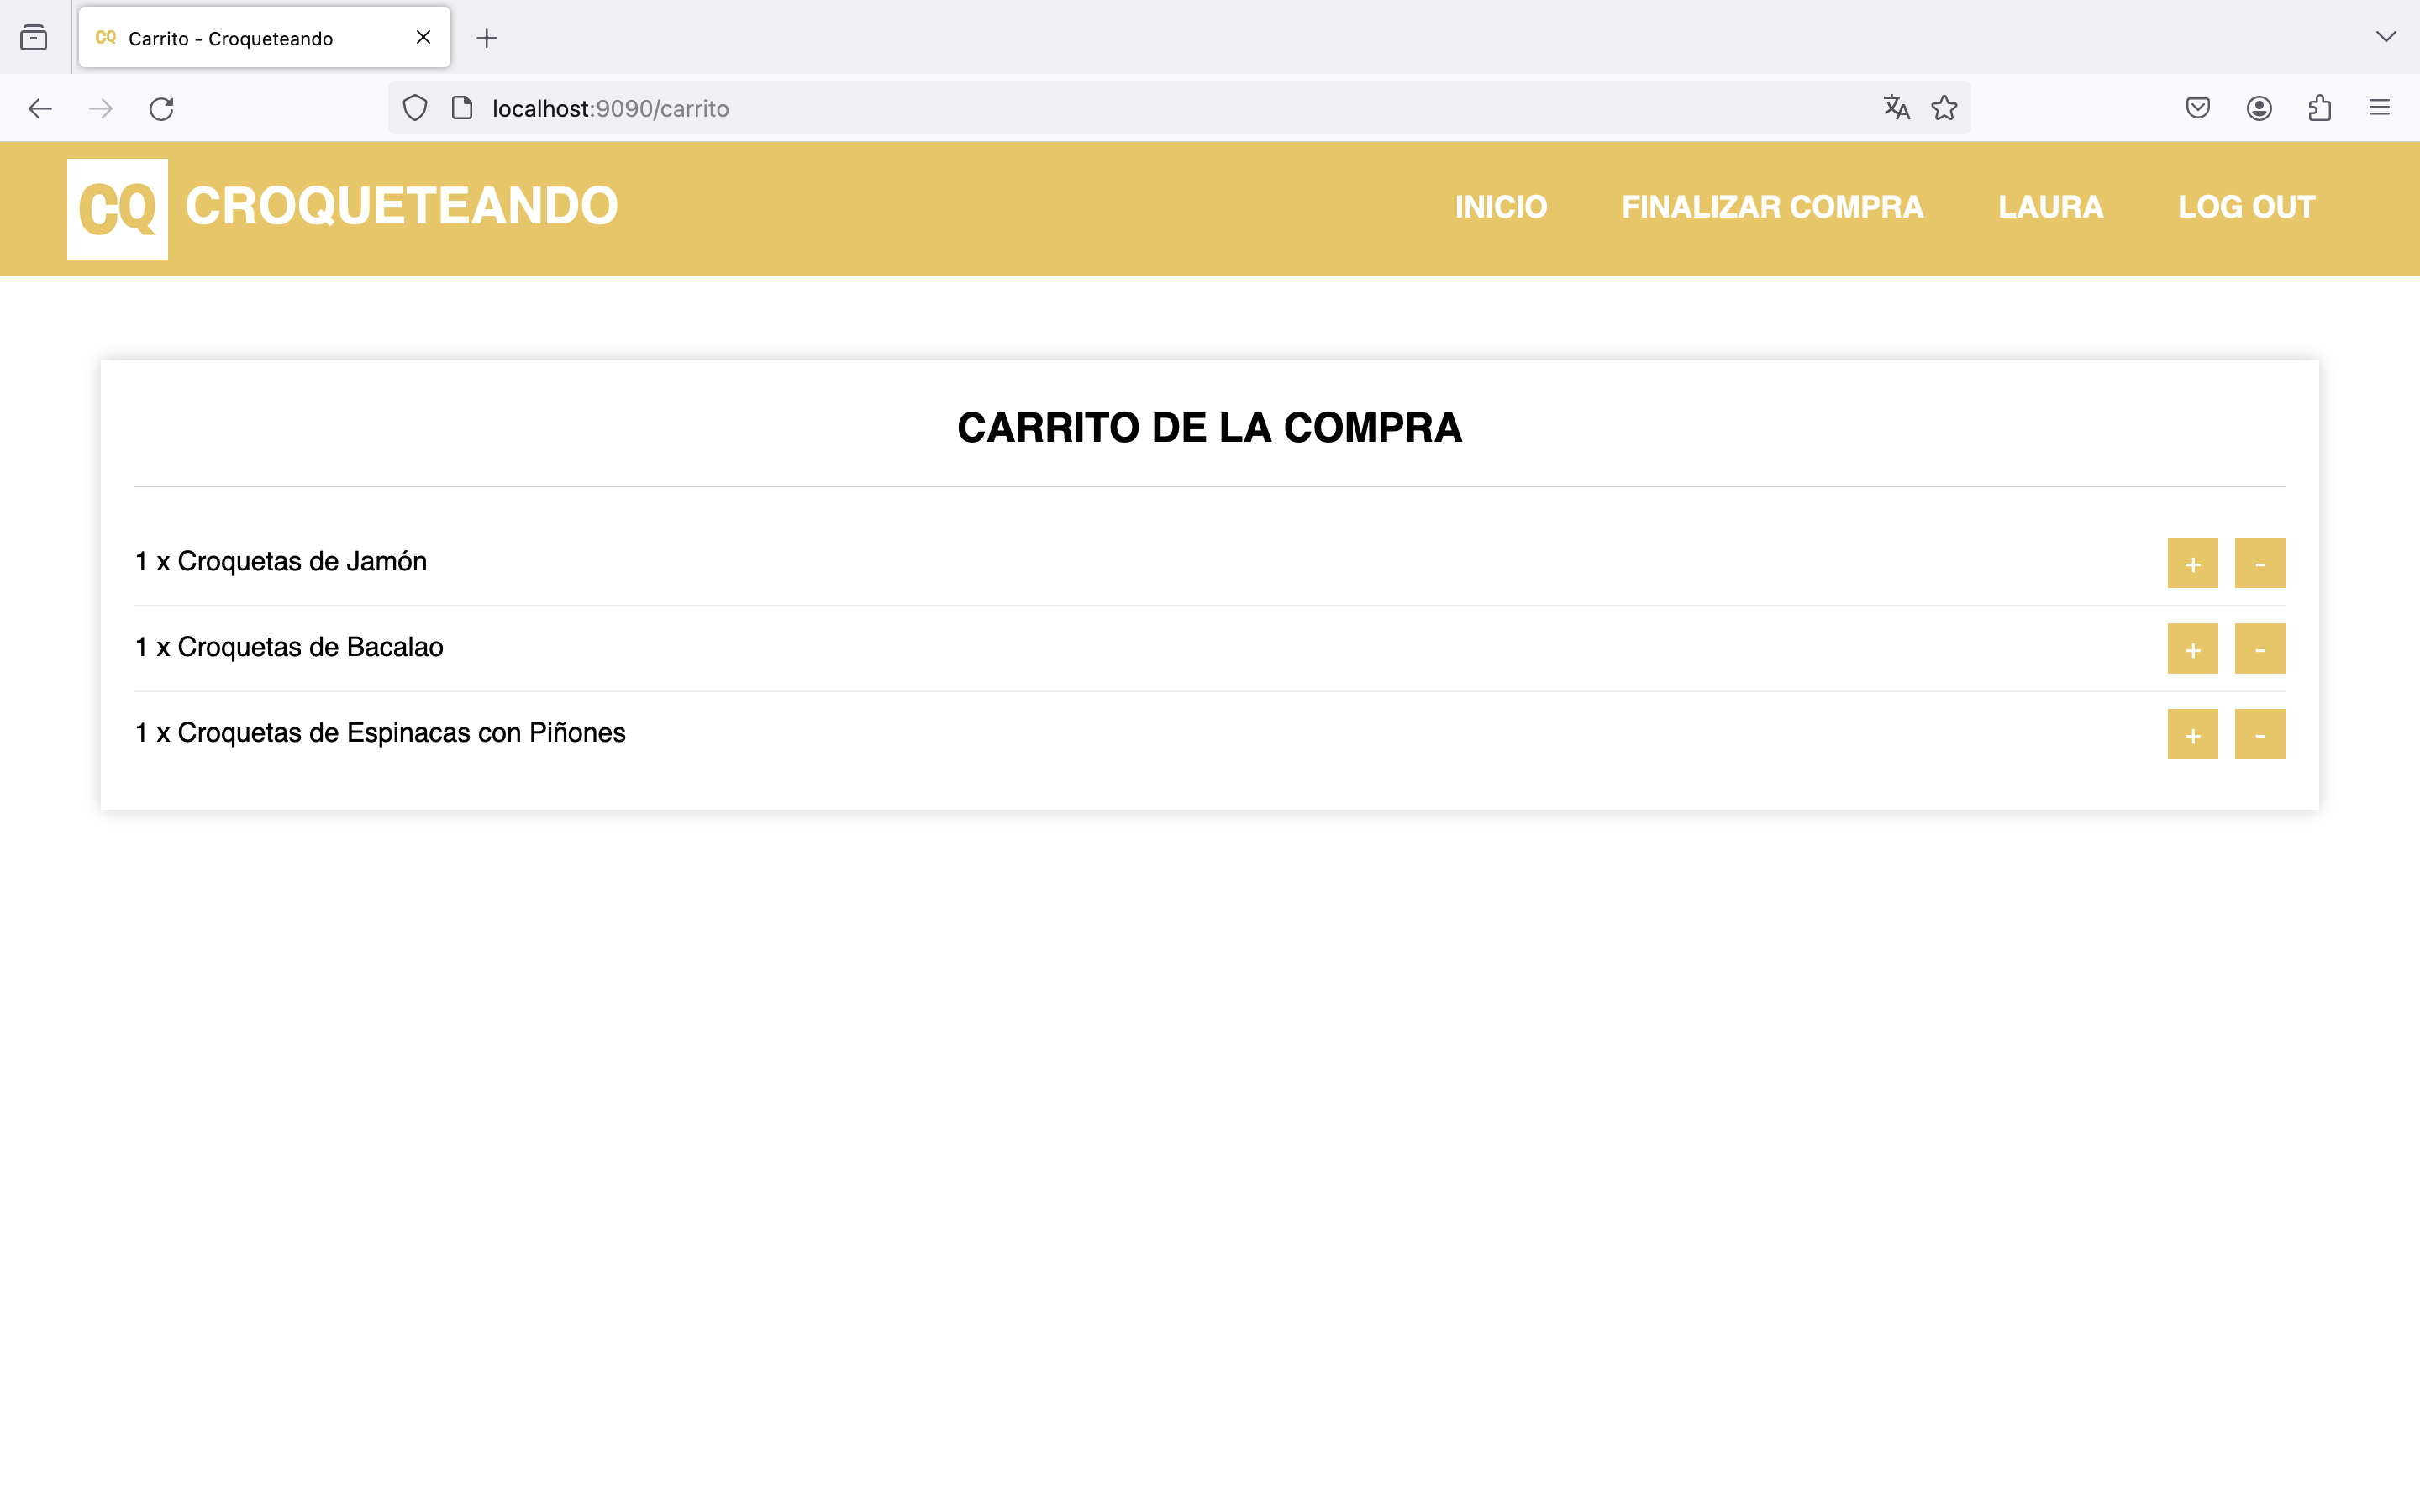 CQ Carrito - Croqueteando
localhost:9090/carrito
CQ CROQUETEANDO INICIO FINALIZAR COMPRA LAURA LOG OUT
CARRITO DE LA COMPRA
1 x Croquetas de Jamón + -
1 x Croquetas de Bacalao + -
1 x Croquetas de Espinacas con Piñones + -